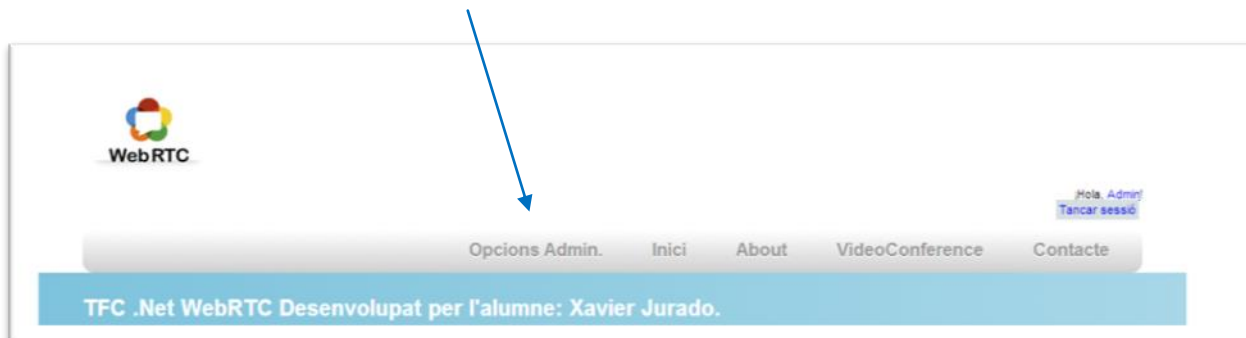 WebRTC
¡Hola, Admin!
Tancar sessió
Opcions Admin. Inici About VideoConference Contacte
TFC .Net WebRTC Desenvolupat per l'alumne: Xavier Jurado.